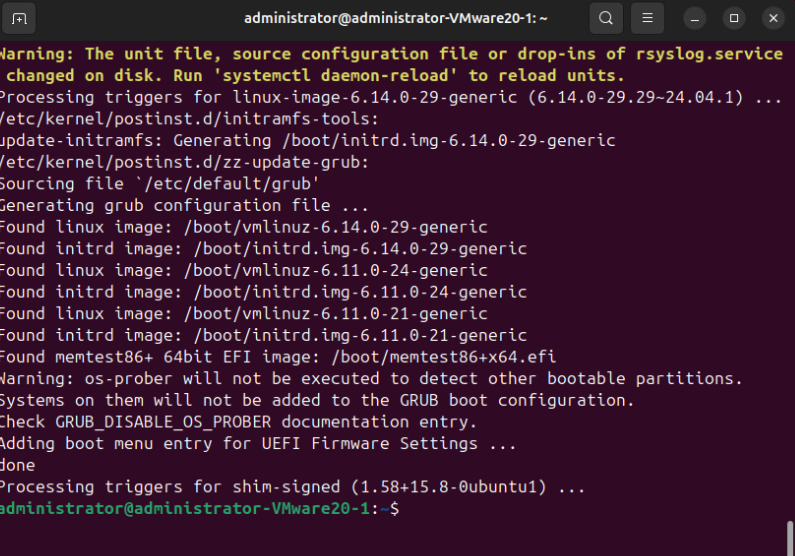 administrator@administrator-VMware20-1: ~
Warning: The unit file, source configuration file or drop-ins of rsyslog.service
changed on disk. Run 'systemctl daemon-reload' to reload units.
Processing triggers for linux-image-6.14.0-29-generic (6.14.0-29.29~24.04.1) ...
/etc/kernel/postinst.d/initramfs-tools:
update-initramfs: Generating /boot/initrd.img-6.14.0-29-generic
/etc/kernel/postinst.d/zz-update-grub:
Sourcing file `/etc/default/grub'
Generating grub configuration file ...
Found linux image: /boot/vmlinuz-6.14.0-29-generic
Found initrd image: /boot/initrd.img-6.14.0-29-generic
Found linux image: /boot/vmlinuz-6.11.0-24-generic
Found initrd image: /boot/initrd.img-6.11.0-24-generic
Found linux image: /boot/vmlinuz-6.11.0-21-generic
Found initrd image: /boot/initrd.img-6.11.0-21-generic
Found memtest86+ 64bit EFI image: /boot/memtest86+x64.efi
Warning: os-prober will not be executed to detect other bootable partitions.
Systems on them will not be added to the GRUB boot configuration.
Check GRUB_DISABLE_OS_PROBER documentation entry.
Adding boot menu entry for UEFI Firmware Settings ...
done
Processing triggers for shim-signed (1.58+15.8-0ubuntu1) ...
administrator@administrator-VMware20-1:~$